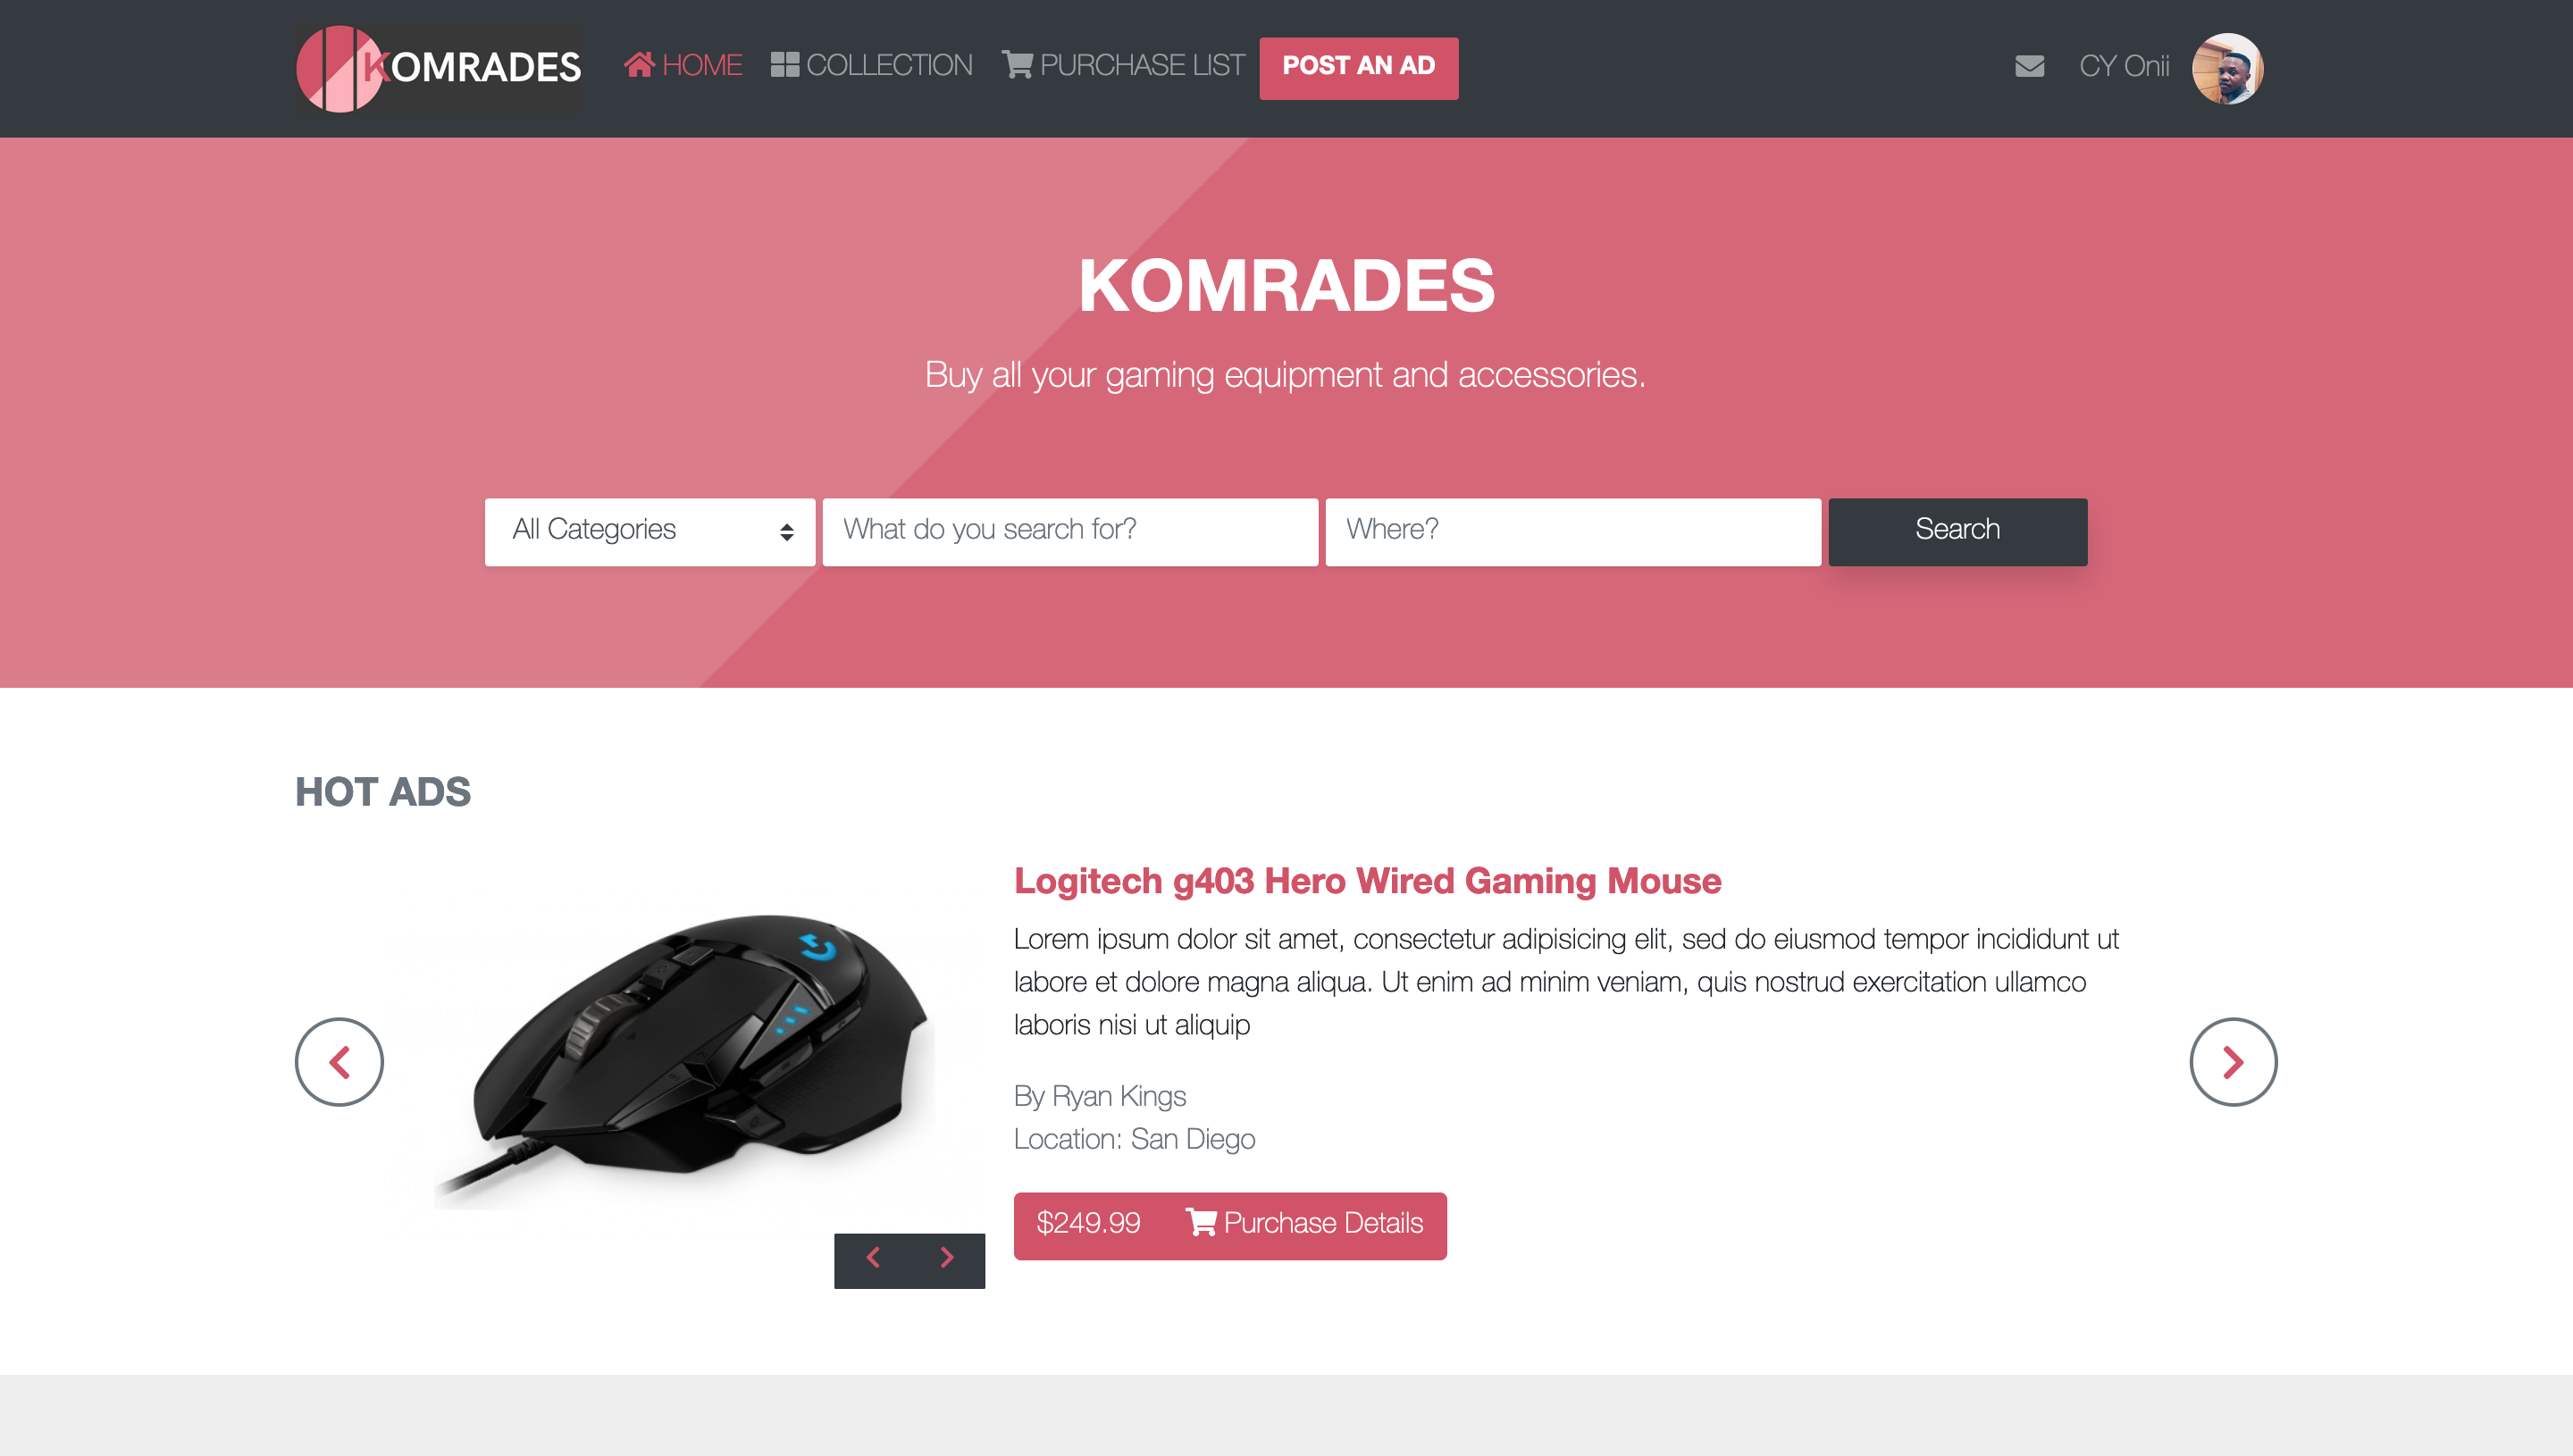 KOMRADES
HOME
COLLECTION
PURCHASE LIST
POST AN AD
CY Onii
KOMRADES
Buy all your gaming equipment and accessories.
All Categories
What do you search for?
Where?
Search
HOT ADS
Logitech g403 Hero Wired Gaming Mouse
Lorem ipsum dolor sit amet, consectetur adipisicing elit, sed do eiusmod tempor incididunt ut
labore et dolore magna aliqua. Ut enim ad minim veniam, quis nostrud exercitation ullamco
laboris nisi ut aliquip
By Ryan Kings
Location: San Diego
$249.99
Purchase Details